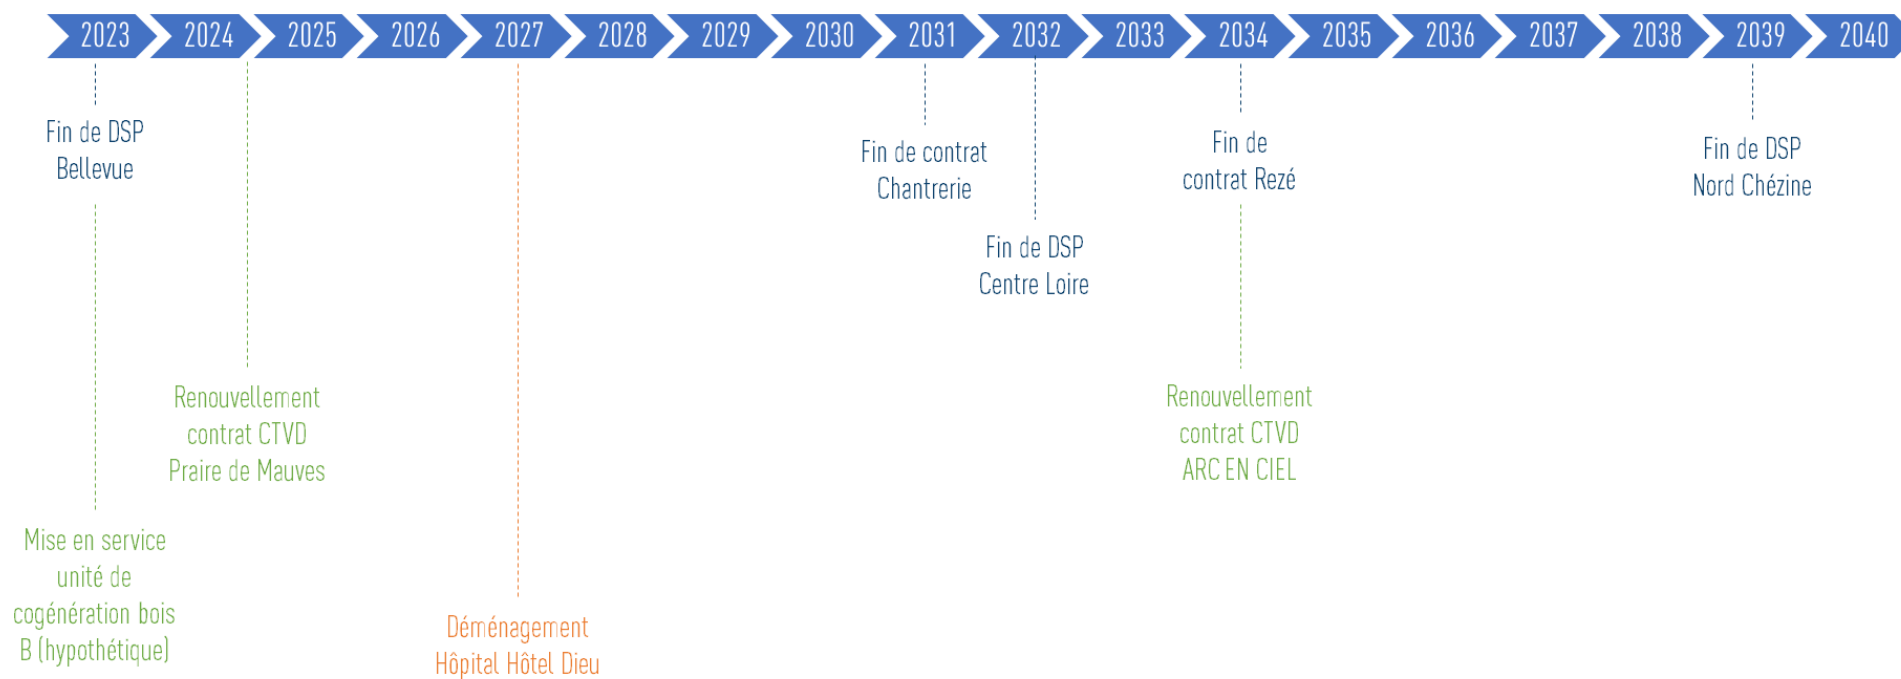 2023 2024 2025 2026 2027 2028 2029 2030 2031 2032 2033 2034 2035 2036 2037 2038 2039 2040
Fin de DSP
Bellevue
Fin de contrat
Chantrerie
Fin de DSP
Centre Loire
Fin de
contrat Rezé
Fin de DSP
Nord Chézine
Renouvellement
contrat CTVD
Praire de Mauves
Renouvellement
contrat CTVD
ARC EN CIEL
Mise en service
unité de
cogénération bois
B (hypothétique)
Déménagement
Hôpital Hôtel Dieu